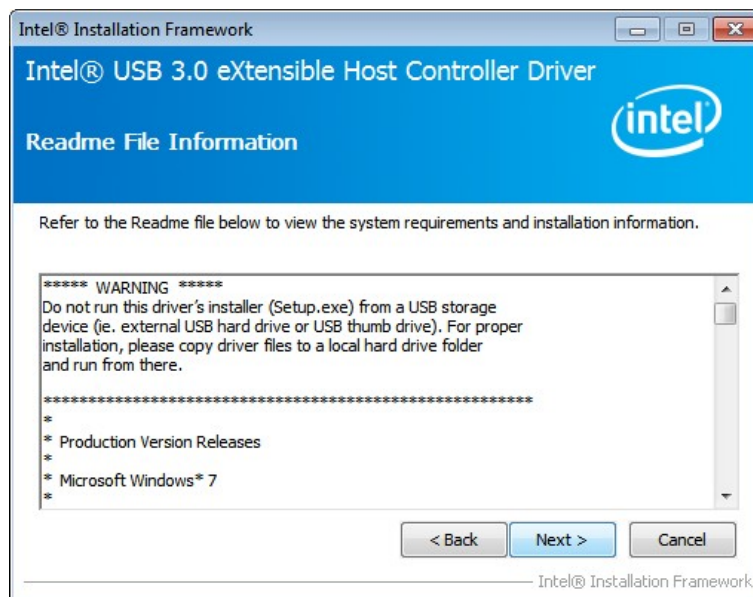 Intel® Installation Framework
Intel® USB 3.0 eXtensible Host Controller Driver
intel
Readme File Information
Refer to the Readme file below to view the system requirements and installation information.
***** WARNING *****
Do not run this driver's installer (Setup.exe) from a USB storage
device (ie. external USB hard drive or USB thumb drive). For proper
installation, please copy driver files to a local hard drive folder
and run from there.
*******************************************************
*
* Production Version Releases
*
* Microsoft Windows* 7
*
< Back Next > Cancel
Intel® Installation Framework